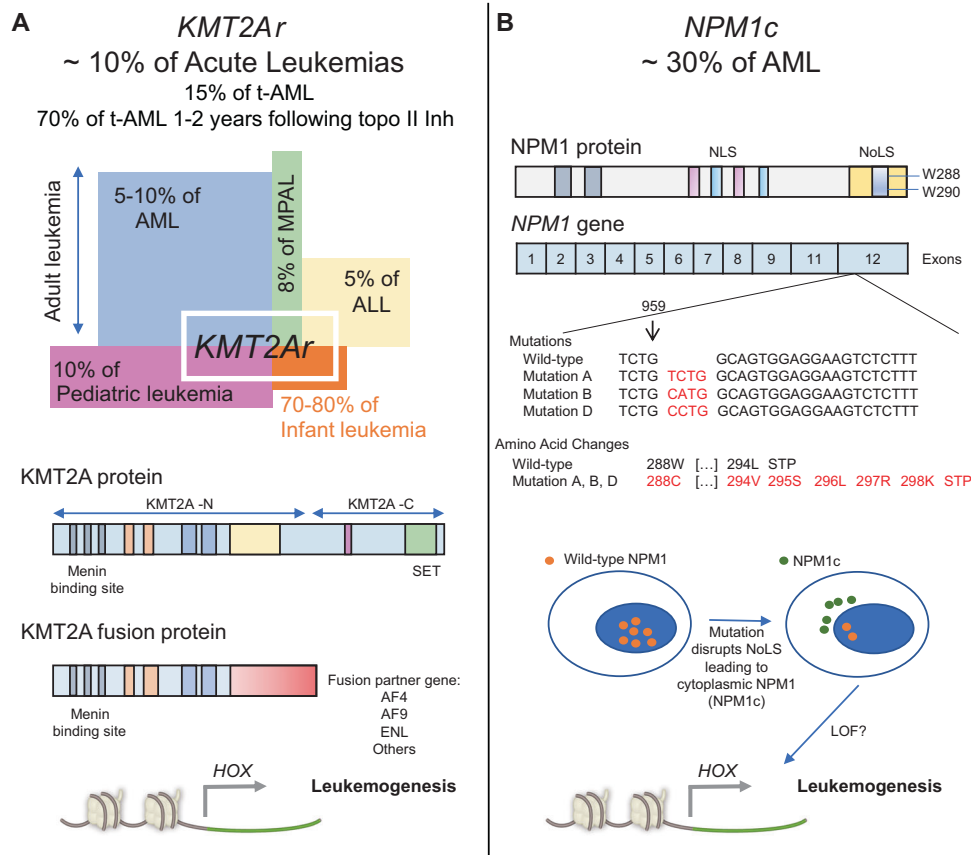 A
KMT2Ar
~ 10% of Acute Leukemias
15% of t-AML
70% of t-AML 1-2 years following topo II Inh
Adult leukemia
5-10% of
AML
8% of MPAL
5% of
ALL
KMT2Ar
10% of
Pediatric leukemia
70-80% of
Infant leukemia
KMT2A protein
KMT2A -N
KMT2A -C
Menin
binding site
SET
KMT2A fusion protein
Menin
binding site
Fusion partner gene:
AF4
AF9
ENL
Others
HOX
Leukemogenesis
B
NPM1c
~ 30% of AML
NPM1 protein
NLS
NoLS
W288
W290
NPM1 gene
1 2 3 4 5 6 7 8 9 11 12
Exons
959
Mutations
Wild-type TCTG GCAGTGGAGGAAGTCTCTTT
Mutation A TCTG TCTG GCAGTGGAGGAAGTCTCTTT
Mutation B TCTG CATG GCAGTGGAGGAAGTCTCTTT
Mutation D TCTG CCTG GCAGTGGAGGAAGTCTCTTT
Amino Acid Changes
Wild-type 288W [...] 294L STP
Mutation A, B, D 288C [...] 294V 295S 296L 297R 298K STP
Wild-type NPM1
NPM1c
Mutation
disrupts NoLS
leading to
cytoplasmic NPM1
(NPM1c)
LOF?
HOX
Leukemogenesis